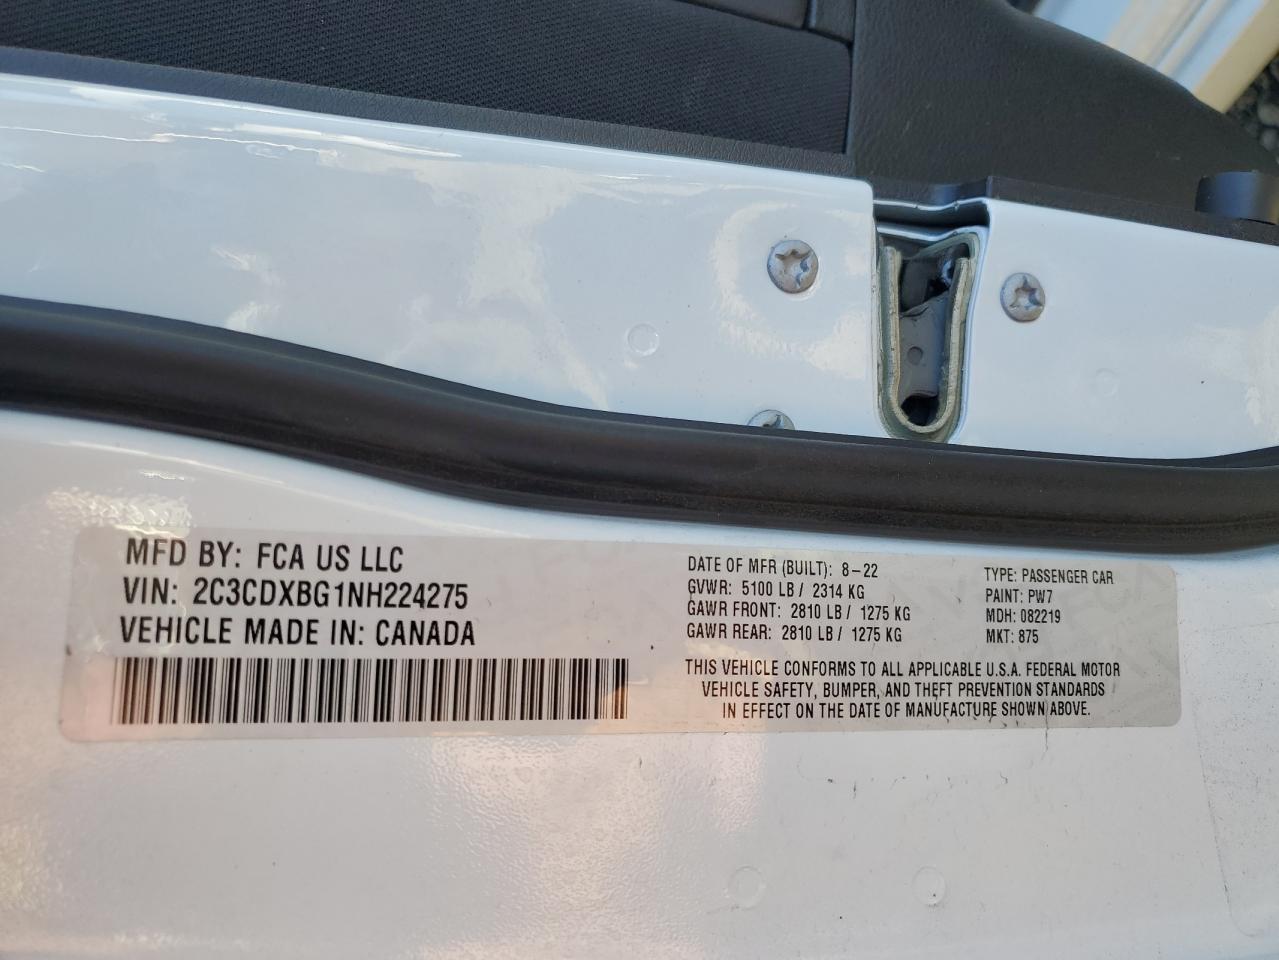 MFD BY: FCA US LLC
VIN: 2C3CDXBG1NH224275
VEHICLE MADE IN: CANADA
DATE OF MFR (BUILT): 8-22
GVWR: 5100 LB / 2314 KG
GAWR FRONT: 2810 LB / 1275 KG
GAWR REAR: 2810 LB / 1275 KG
TYPE: PASSENGER CAR
PAINT: PW7
MDH: 082219
MKT: 875
THIS VEHICLE CONFORMS TO ALL APPLICABLE U.S.A. FEDERAL MOTOR
VEHICLE SAFETY, BUMPER, AND THEFT PREVENTION STANDARDS
IN EFFECT ON THE DATE OF MANUFACTURE SHOWN ABOVE.